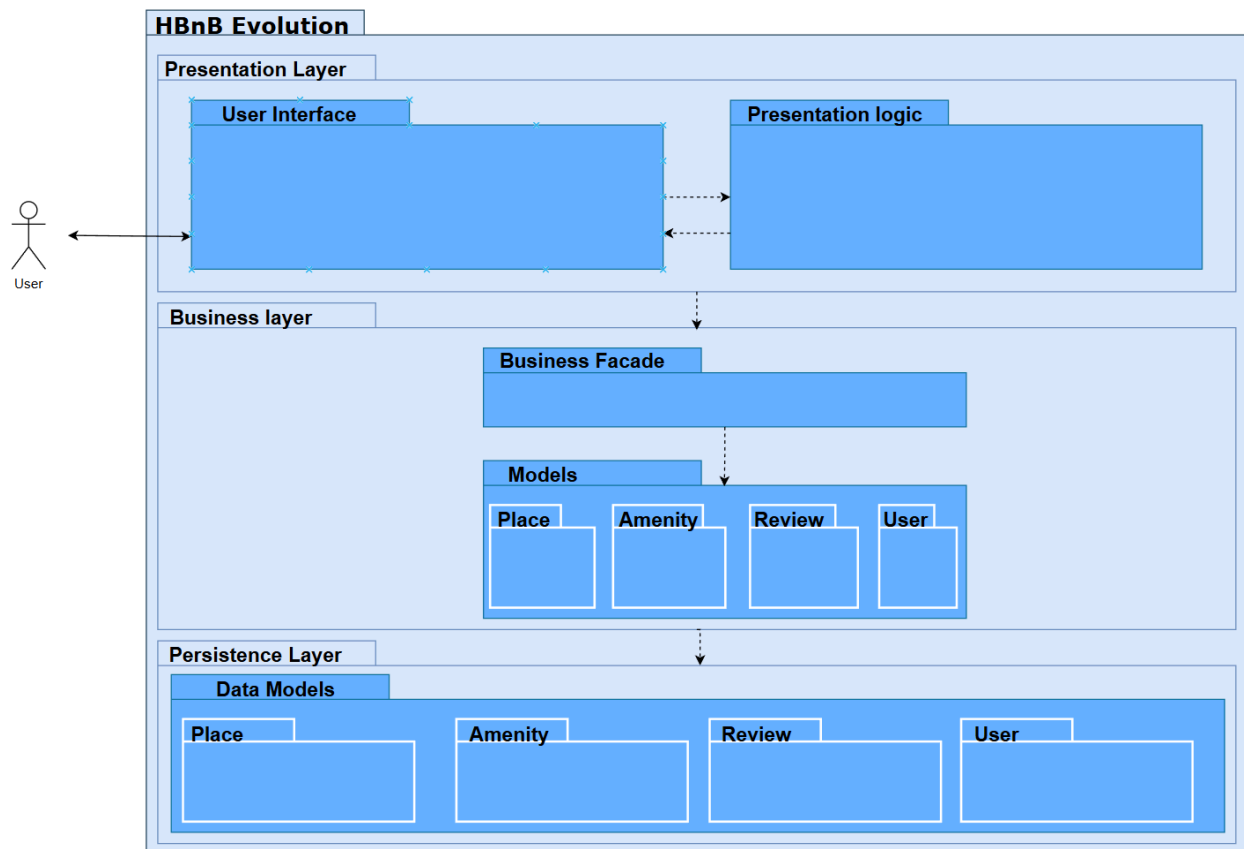 HBnB Evolution
Presentation Layer
User Interface
Presentation logic
User
Business layer
Business Facade
Models
Place
Amenity
Review
User
Persistence Layer
Data Models
Place
Amenity
Review
User